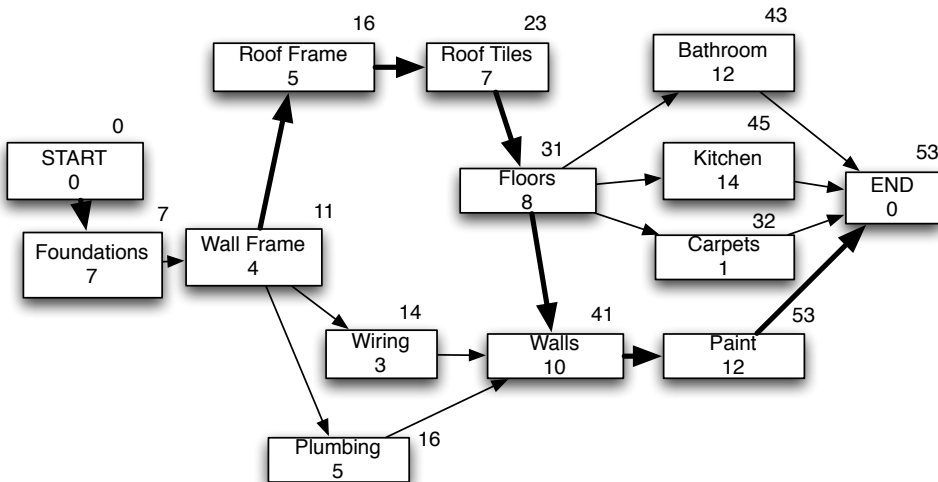 0
START
0
7
Foundations
7
11
Wall Frame
4
16
Roof Frame
5
23
Roof Tiles
7
14
Wiring
3
16
Plumbing
5
31
Floors
8
41
Walls
10
43
Bathroom
12
45
Kitchen
14
32
Carpets
1
53
Paint
12
53
END
0